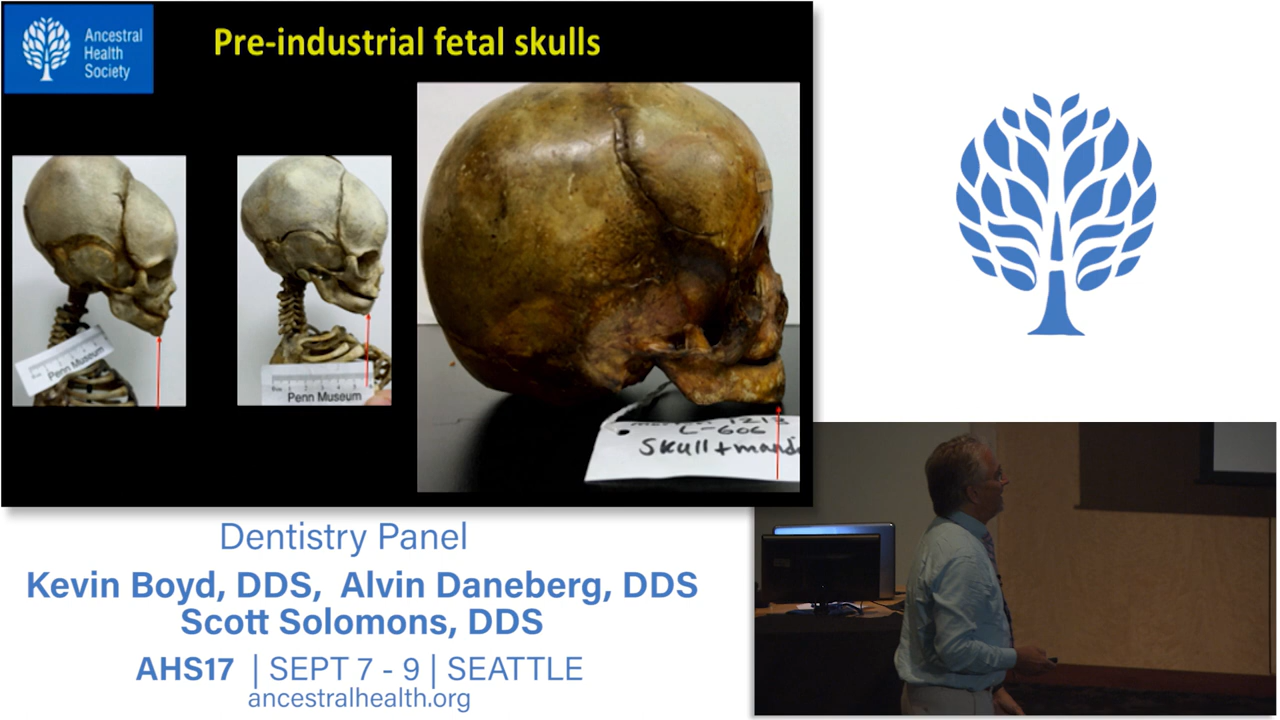 Ancestral
Health
Society
Pre-industrial fetal skulls
Penn Museum
Penn Museum
L-606
Skull+mand
Dentistry Panel
Kevin Boyd, DDS, Alvin Daneberg, DDS
Scott Solomons, DDS
AHS17 | SEPT 7 - 9 | SEATTLE
ancestralhealth.org